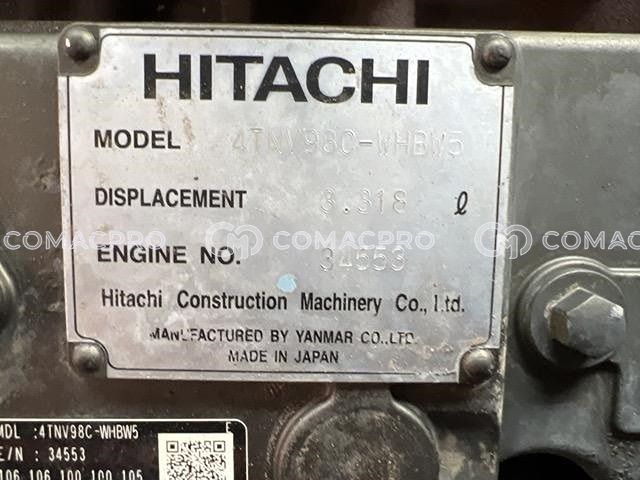 HITACHI
MODEL 4TNV98C-WHBW5
DISPLACEMENT 3.318 ℓ
COMACPRO COMACPRO COMACPRO
ENGINE NO. 34553
Hitachi Construction Machinery Co., Ltd.
MANUFACTURED BY YANMAR CO.,LTD.
MADE IN JAPAN
MDL :4TNV98C-WHBW5 E
E/N : 34553
106 106 100 100 105